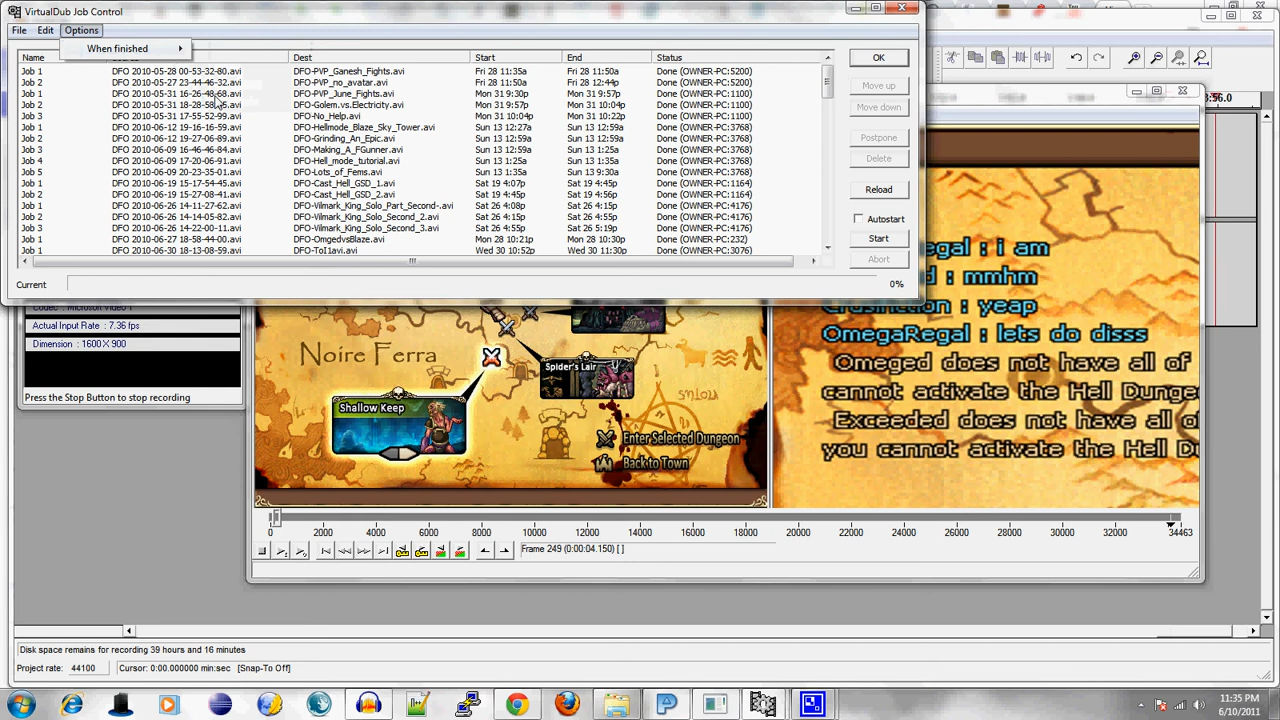 VirtualDub Job Control
File Edit Options
When finished
Name Dest Start End Status
Job 1 DFO 2010-05-28 00-53-32-80.avi DFO-PVP_Ganesh_Fights.avi Fri 28 11:35a Fri 28 11:50a Done (OWNER-PC:5200)
Job 2 DFO 2010-05-27 23-44-46-32.avi DFO-PVP_no_avatar.avi Fri 28 11:50a Fri 28 12:44p Done (OWNER-PC:5200)
Job 1 DFO 2010-05-31 16-26-48-68.avi DFO-PVP_June_Fights.avi Mon 31 9:30p Mon 31 9:57p Done (OWNER-PC:1100)
Job 2 DFO 2010-05-31 18-28-58- .avi DFO-Golem.vs.Electric.avi Mon 31 9:57p Mon 31 10:04p Done (OWNER-PC:1100)
Job 3 DFO 2010-05-31 17-55-52-99.avi DFO-No_Help.avi Mon 31 10:04p Mon 31 10:22p Done (OWNER-PC:1100)
Job 1 DFO 2010-06-12 19-16-16-59.avi DFO-Hellmode_Blaze_Sky_Tower.avi Sun 13 12:27a Sun 13 12:59a Done (OWNER-PC:3768)
Job 2 DFO 2010-06-12 19-27-06-89.avi DFO-Grinding_An_Epic.avi Sun 13 12:59a Sun 13 12:59a Done (OWNER-PC:3768)
Job 3 DFO 2010-06-09 16-46-46-84.avi DFO-Making_A_FGunner.avi Sun 13 12:59a Sun 13 1:25a Done (OWNER-PC:3768)
Job 4 DFO 2010-06-09 17-20-06-91.avi DFO-Hell_mode_tutorial.avi Sun 13 1:25a Sun 13 1:35a Done (OWNER-PC:3768)
Job 5 DFO 2010-06-09 20-23-35-01.avi DFO-Lots_of_Fems.avi Sun 13 1:35a Sun 13 9:30a Done (OWNER-PC:3768)
Job 1 DFO 2010-06-19 15-17-54-45.avi DFO-Cast_Hell_GSD_1.avi Sat 19 4:07p Sat 19 4:45p Done (OWNER-PC:1164)
Job 2 DFO 2010-06-19 15-27-08-41.avi DFO-Cast_Hell_GSD_2.avi Sat 19 4:45p Sat 19 4:56p Done (OWNER-PC:1164)
Job 1 DFO 2010-06-26 14-11-27-62.avi DFO-Vilmark_King_Solo_Part_Second-.avi Sat 26 4:08p Sat 26 4:15p Done (OWNER-PC:4176)
Job 2 DFO 2010-06-26 14-14-05-82.avi DFO-Vilmark_King_Solo_Second_2.avi Sat 26 4:15p Sat 26 4:55p Done (OWNER-PC:4176)
Job 3 DFO 2010-06-26 14-22-00-11.avi DFO-Vilmark_King_Solo_Second_3.avi Sat 26 4:55p Sat 26 5:19p Done (OWNER-PC:4176)
Job 1 DFO 2010-06-27 18-58-44-00.avi DFO-OmgedvsBlaze.avi Mon 28 10:21p Mon 28 10:30p Done (OWNER-PC:232)
Job 1 DFO 2010-06-30 18-13-08-59.avi DFO-ToI1avi.avi Wed 30 10:52p Wed 30 11:30p Done (OWNER-PC:3076)
OK
Move up
Move down
Postpone
Delete
Reload
Autostart
Start
Abort
Current 0%
:56.0
Actual Input Rate : 7.36 fps
Dimension : 1600 X 900
Press the Stop Button to stop recording
Noire Ferra
Spider's Lair
Shallow Keep
Enter Selected Dungeon
Back to Town
egal : i am
d : mmhm
: yeap
OmegaRegal : lets do disss
Omeged does not have all of
cannot activate the Hell Dunge
Exceeded does not have all of
you cannot activate the Hell D
0 2000 4000 6000 8000 10000 12000 14000 16000 18000 20000 22000 24000 26000 28000 30000 32000 34463
Frame 249 (0:00:04.150) [ ]
Disk space remains for recording 39 hours and 16 minutes
Project rate: 44100 Cursor: 0:00.000000 min:sec [Snap-To Off]
11:35 PM
6/10/2011